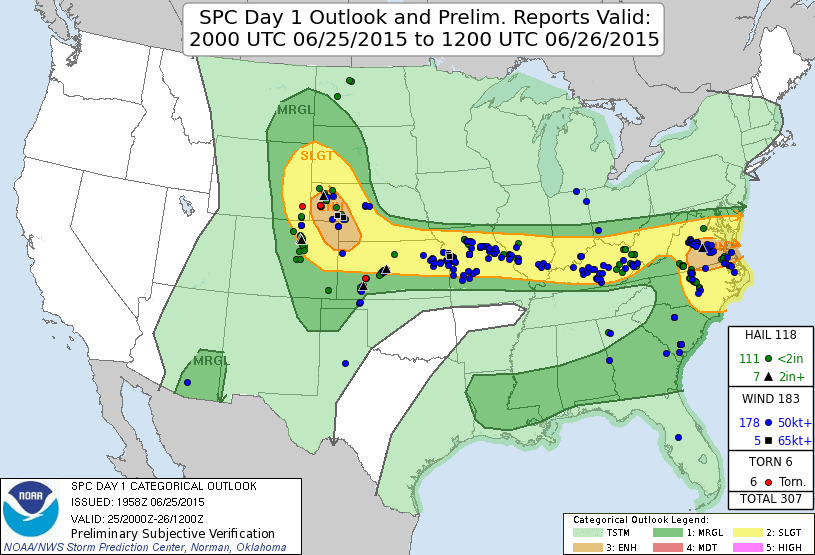 SPC Day 1 Outlook and Prelim. Reports Valid:
2000 UTC 06/25/2015 to 1200 UTC 06/26/2015
MRGL
SLGT
MRGL
HAIL 118
111 <2in
7 2in+
WIND 183
178 50kt+
5 65kt+
TORN 6
6 Torn.
TOTAL 307
NOAA
SPC DAY 1 CATEGORICAL OUTLOOK
ISSUED: 1958Z 06/25/2015
VALID: 25/2000Z-26/1200Z
Preliminary Subjective Verification
NOAA/NWS Storm Prediction Center, Norman, Oklahoma
Categorical Outlook Legend:
TSTM 1: MRGL 2: SLGT
3: ENH 4: MDT 5: HIGH